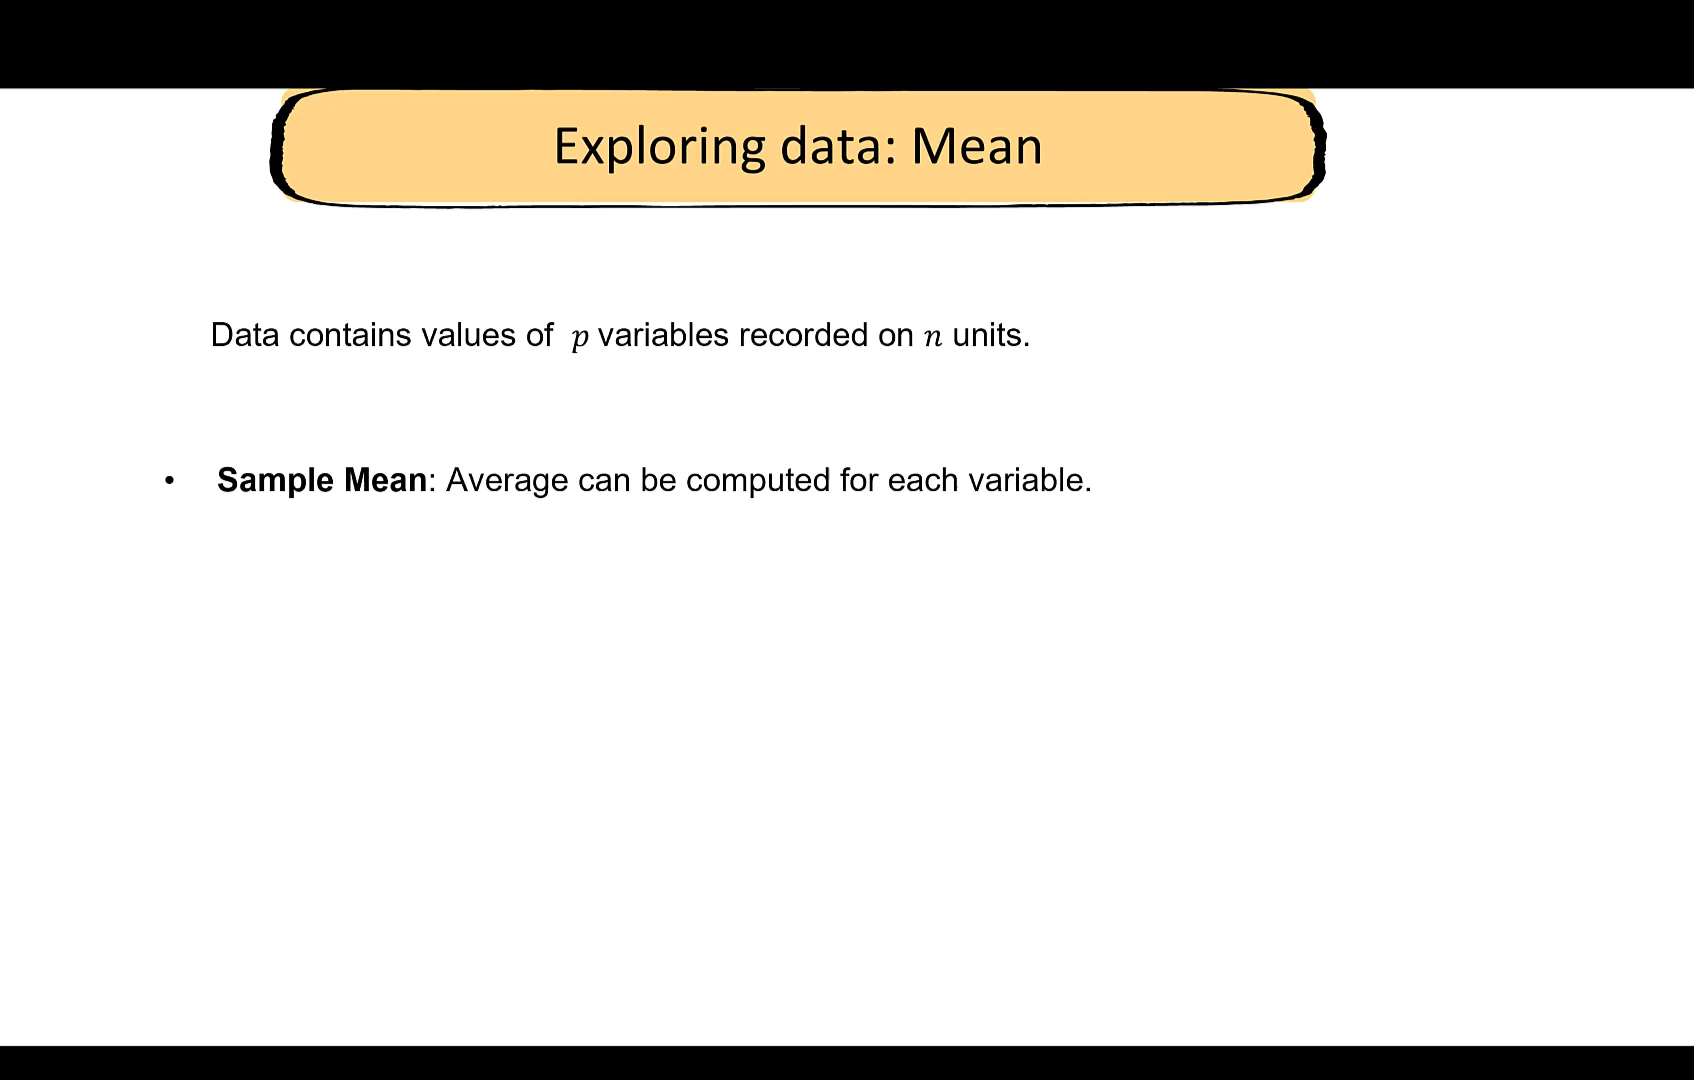 Exploring data: Mean
Data contains values of p variables recorded on n units.
• Sample Mean: Average can be computed for each variable.